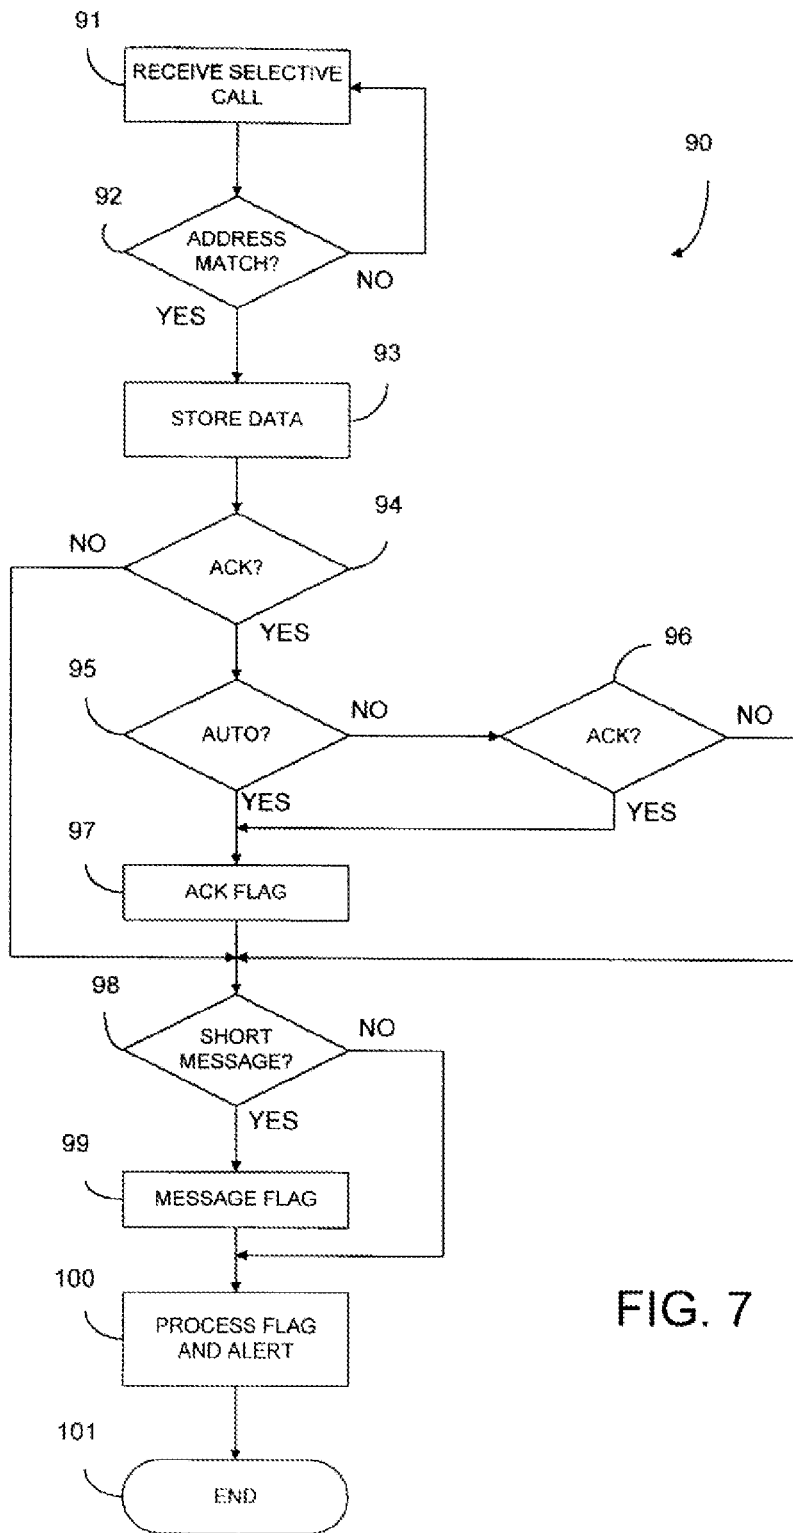 91
RECEIVE SELECTIVE
CALL
90
92
ADDRESS
MATCH?
NO
YES
93
STORE DATA
94
NO
ACK?
YES
96
95
AUTO?
NO
ACK?
NO
YES
YES
97
ACK FLAG
98
SHORT
MESSAGE?
NO
YES
99
MESSAGE FLAG
100
PROCESS FLAG
AND ALERT
FIG. 7
101
END